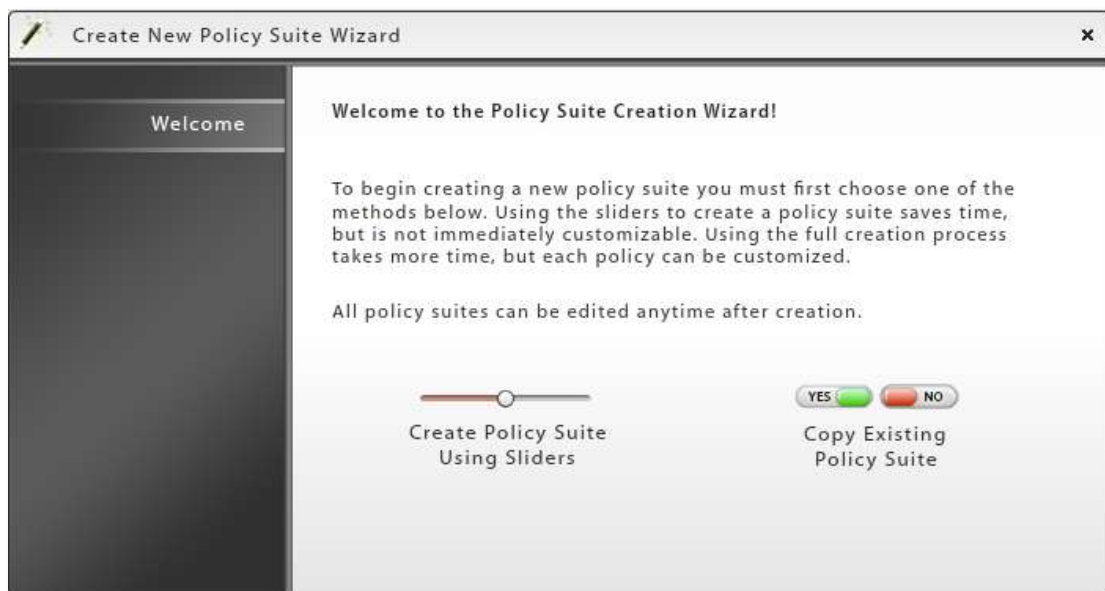 Create New Policy Suite Wizard
Welcome
Welcome to the Policy Suite Creation Wizard!
To begin creating a new policy suite you must first choose one of the
methods below. Using the sliders to create a policy suite saves time,
but is not immediately customizable. Using the full creation process
takes more time, but each policy can be customized.
All policy suites can be edited anytime after creation.
Create Policy Suite
Using Sliders
YES NO
Copy Existing
Policy Suite